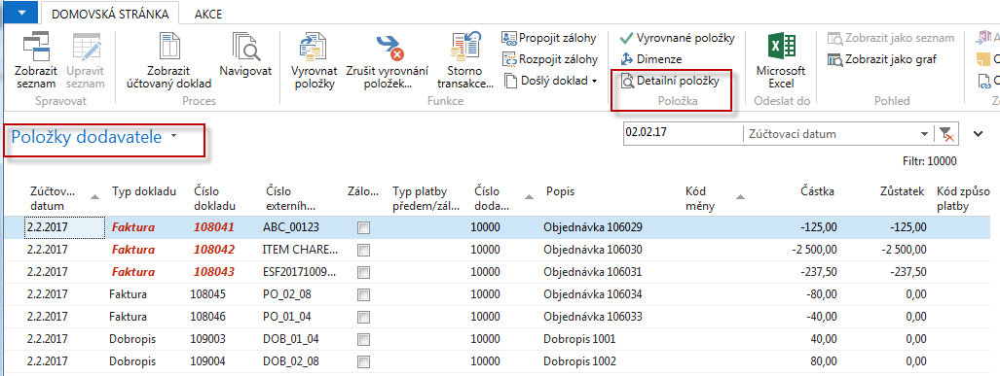 DOMOVSKÁ STRÁNKA AKCE
Zobrazit seznam
Upravit seznam
Spravovat
Zobrazit účtovaný doklad
Navigovat
Proces
Vyrovnat položky
Zrušit vyrovnání položek...
Storno transakce...
Propojit zálohy
Rozpojit zálohy
Došlý doklad
Funkce
Vyrovnané položky
Dimenze
Detailní položky
Položka
Microsoft Excel
Odeslat do
Zobrazit jako seznam
Zobrazit jako graf
Pohled
Položky dodavatele
02.02.17 Zúčtovací datum
Filtr: 10000
Zúčtov... datum Typ dokladu Číslo dokladu Číslo externíh... Zálo... Typ platby předem/zál... Číslo doda... Popis Kód měny Částka Zůstatek Kód způso platby
2.2.2017 Faktura 108041 ABC_00123 10000 Objednávka 106029 -125,00 -125,00
2.2.2017 Faktura 108042 ITEM CHARE... 10000 Objednávka 106030 -2 500,00 -2 500,00
2.2.2017 Faktura 108043 ESF20171009... 10000 Objednávka 106031 -237,50 -237,50
2.2.2017 Faktura 108045 PO_02_08 10000 Objednávka 106034 -80,00 0,00
2.2.2017 Faktura 108046 PO_01_04 10000 Objednávka 106033 -40,00 0,00
2.2.2017 Dobropis 109003 DOB_01_04 10000 Dobropis 1001 40,00 0,00
2.2.2017 Dobropis 109004 DOB_02_08 10000 Dobropis 1002 80,00 0,00